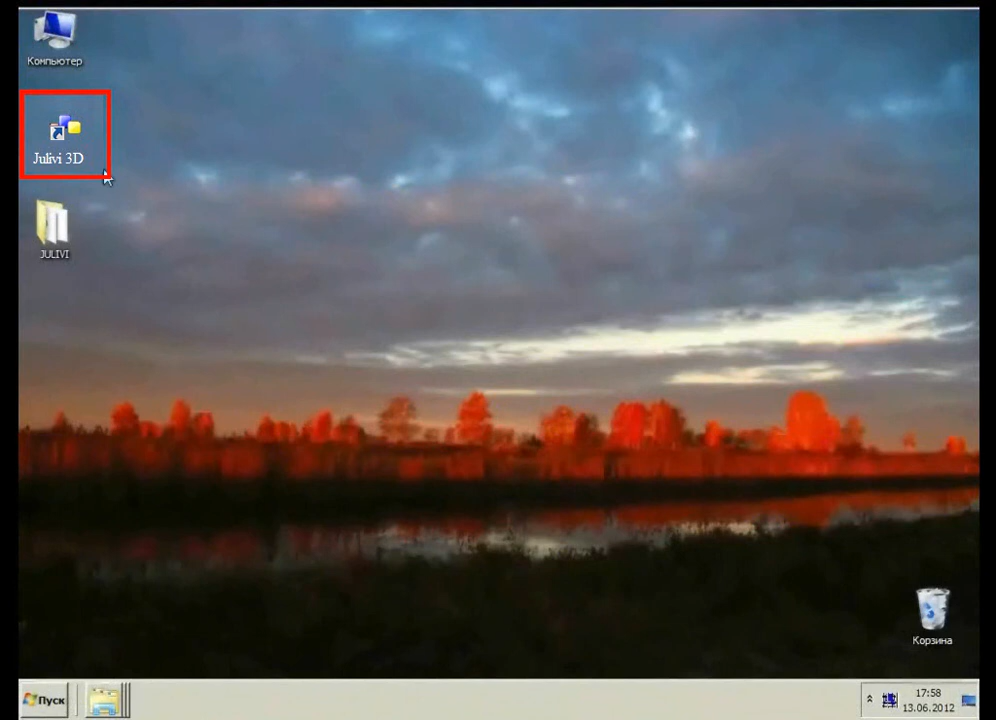 Компьютер
Julivi 3D
JULIVI
Корзина
Пуск
17:58
13.06.2012